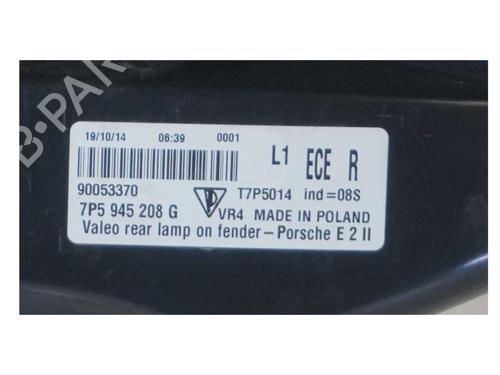 B-PARTS
19/10/14 06:39 0001
L1 ECE R
90053370 T7P5014 ind=08S
7P5 945 208 G VR4 MADE IN POLAND
Valeo rear lamp on fender-Porsche E 2 II